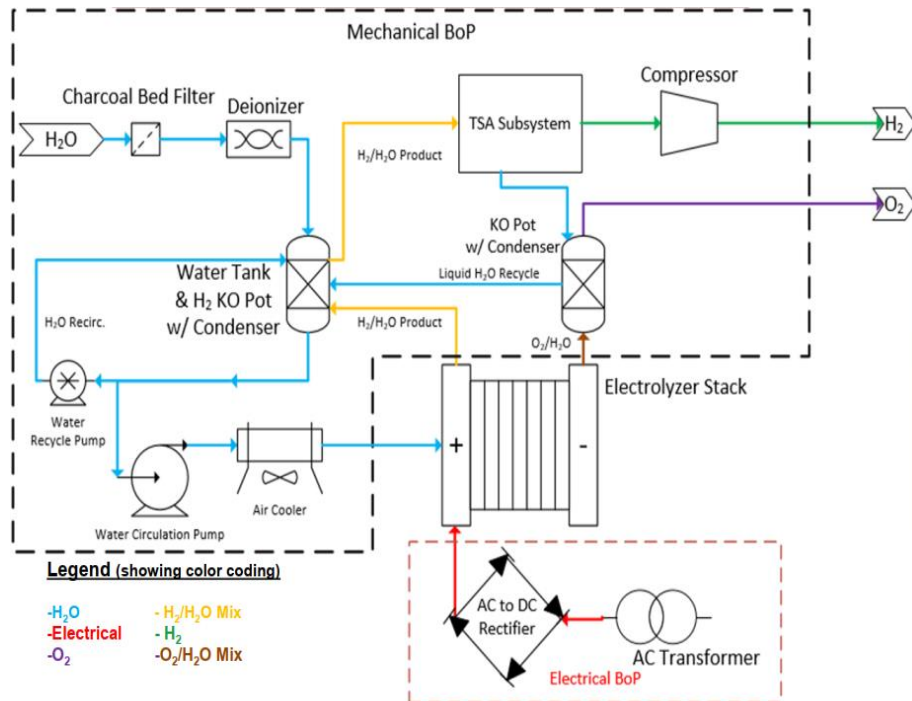 Mechanical BoP
Compressor
Charcoal Bed Filter
Deionizer
H₂O
TSA Subsystem
H₂
H₂/H₂O Product
O₂
KO Pot
w/ Condenser
Water Tank
& H₂ KO Pot
w/ Condenser
Liquid H₂O Recycle
H₂O Recirc.
H₂/H₂O Product
O₂/H₂O
Electrolyzer Stack
Water
Recycle Pump
+
-
Air Cooler
Water Circulation Pump
Legend (showing color coding)
-H₂O
- H₂/H₂O Mix
-Electrical
- H₂
-O₂
-O₂/H₂O Mix
AC to DC
Rectifier
AC Transformer
Electrical BoP